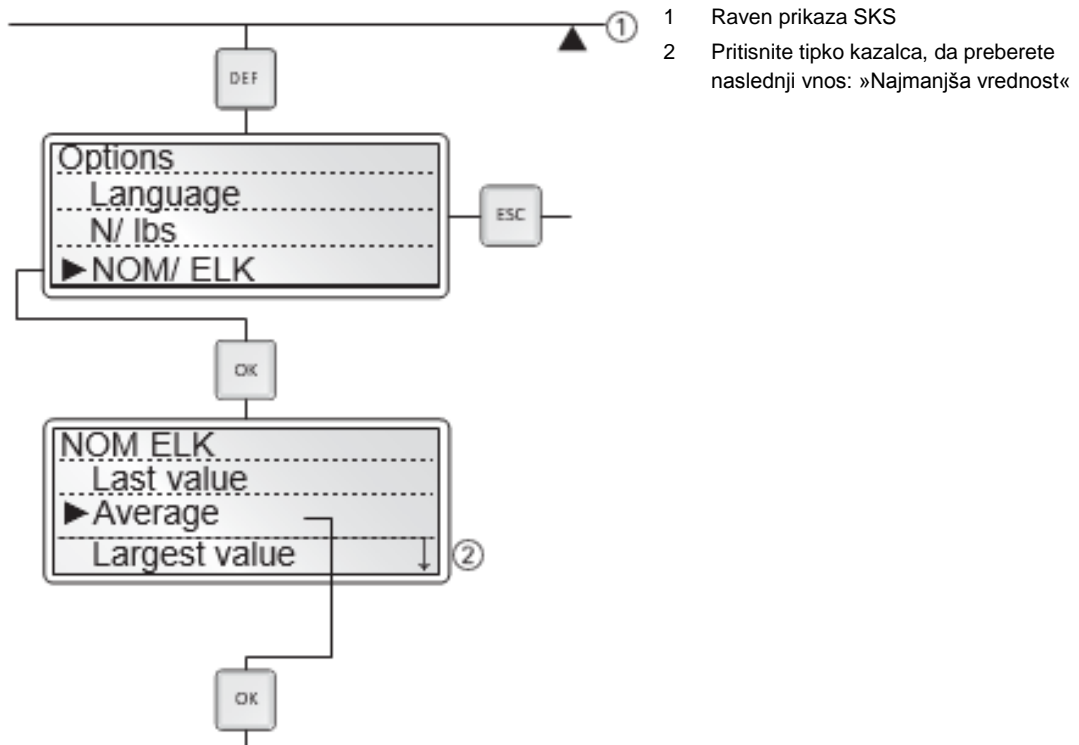 ①
1 Raven prikaza SKS
2 Pritisnite tipko kazalca, da preberete
naslednji vnos: »Najmanjša vrednost«
DEF
Options
Language
N/ lbs
►NOM/ ELK
ESC
OK
NOM ELK
Last value
►Average
Largest value ↓
②
OK